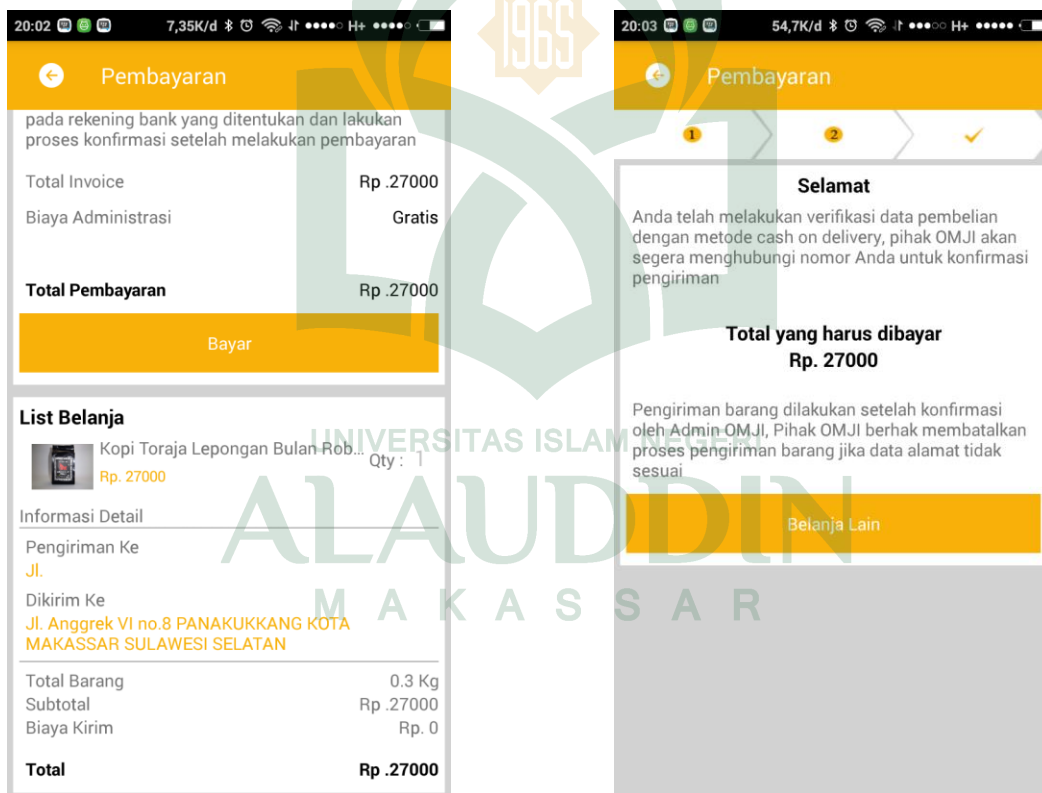 20:02 7,35K/d H+
Pembayaran
pada rekening bank yang ditentukan dan lakukan
proses konfirmasi setelah melakukan pembayaran
Total Invoice Rp .27000
Biaya Administrasi Gratis
Total Pembayaran Rp .27000
Bayar
List Belanja
Kopi Toraja Lepongan Bulan Rob... Qty : 1
Rp. 27000
Informasi Detail
Pengiriman Ke
Jl.
Dikirim Ke
Jl. Anggrek VI no.8 PANAKUKKANG KOTA
MAKASSAR SULAWESI SELATAN
Total Barang 0.3 Kg
Subtotal Rp .27000
Biaya Kirim Rp. 0
Total Rp .27000
20:03 54,7K/d H+
Pembayaran
1 2
Selamat
Anda telah melakukan verifikasi data pembelian
dengan metode cash on delivery, pihak OMJI akan
segera menghubungi nomor Anda untuk konfirmasi
pengiriman
Total yang harus dibayar
Rp. 27000
Pengiriman barang dilakukan setelah konfirmasi
oleh Admin OMJI, Pihak OMJI berhak membatalkan
proses pengiriman barang jika data alamat tidak
sesuai
Belanja Lain
1965
UNIVERSITAS ISLAM NEGERI
ALAUDDIN
MAKASSAR